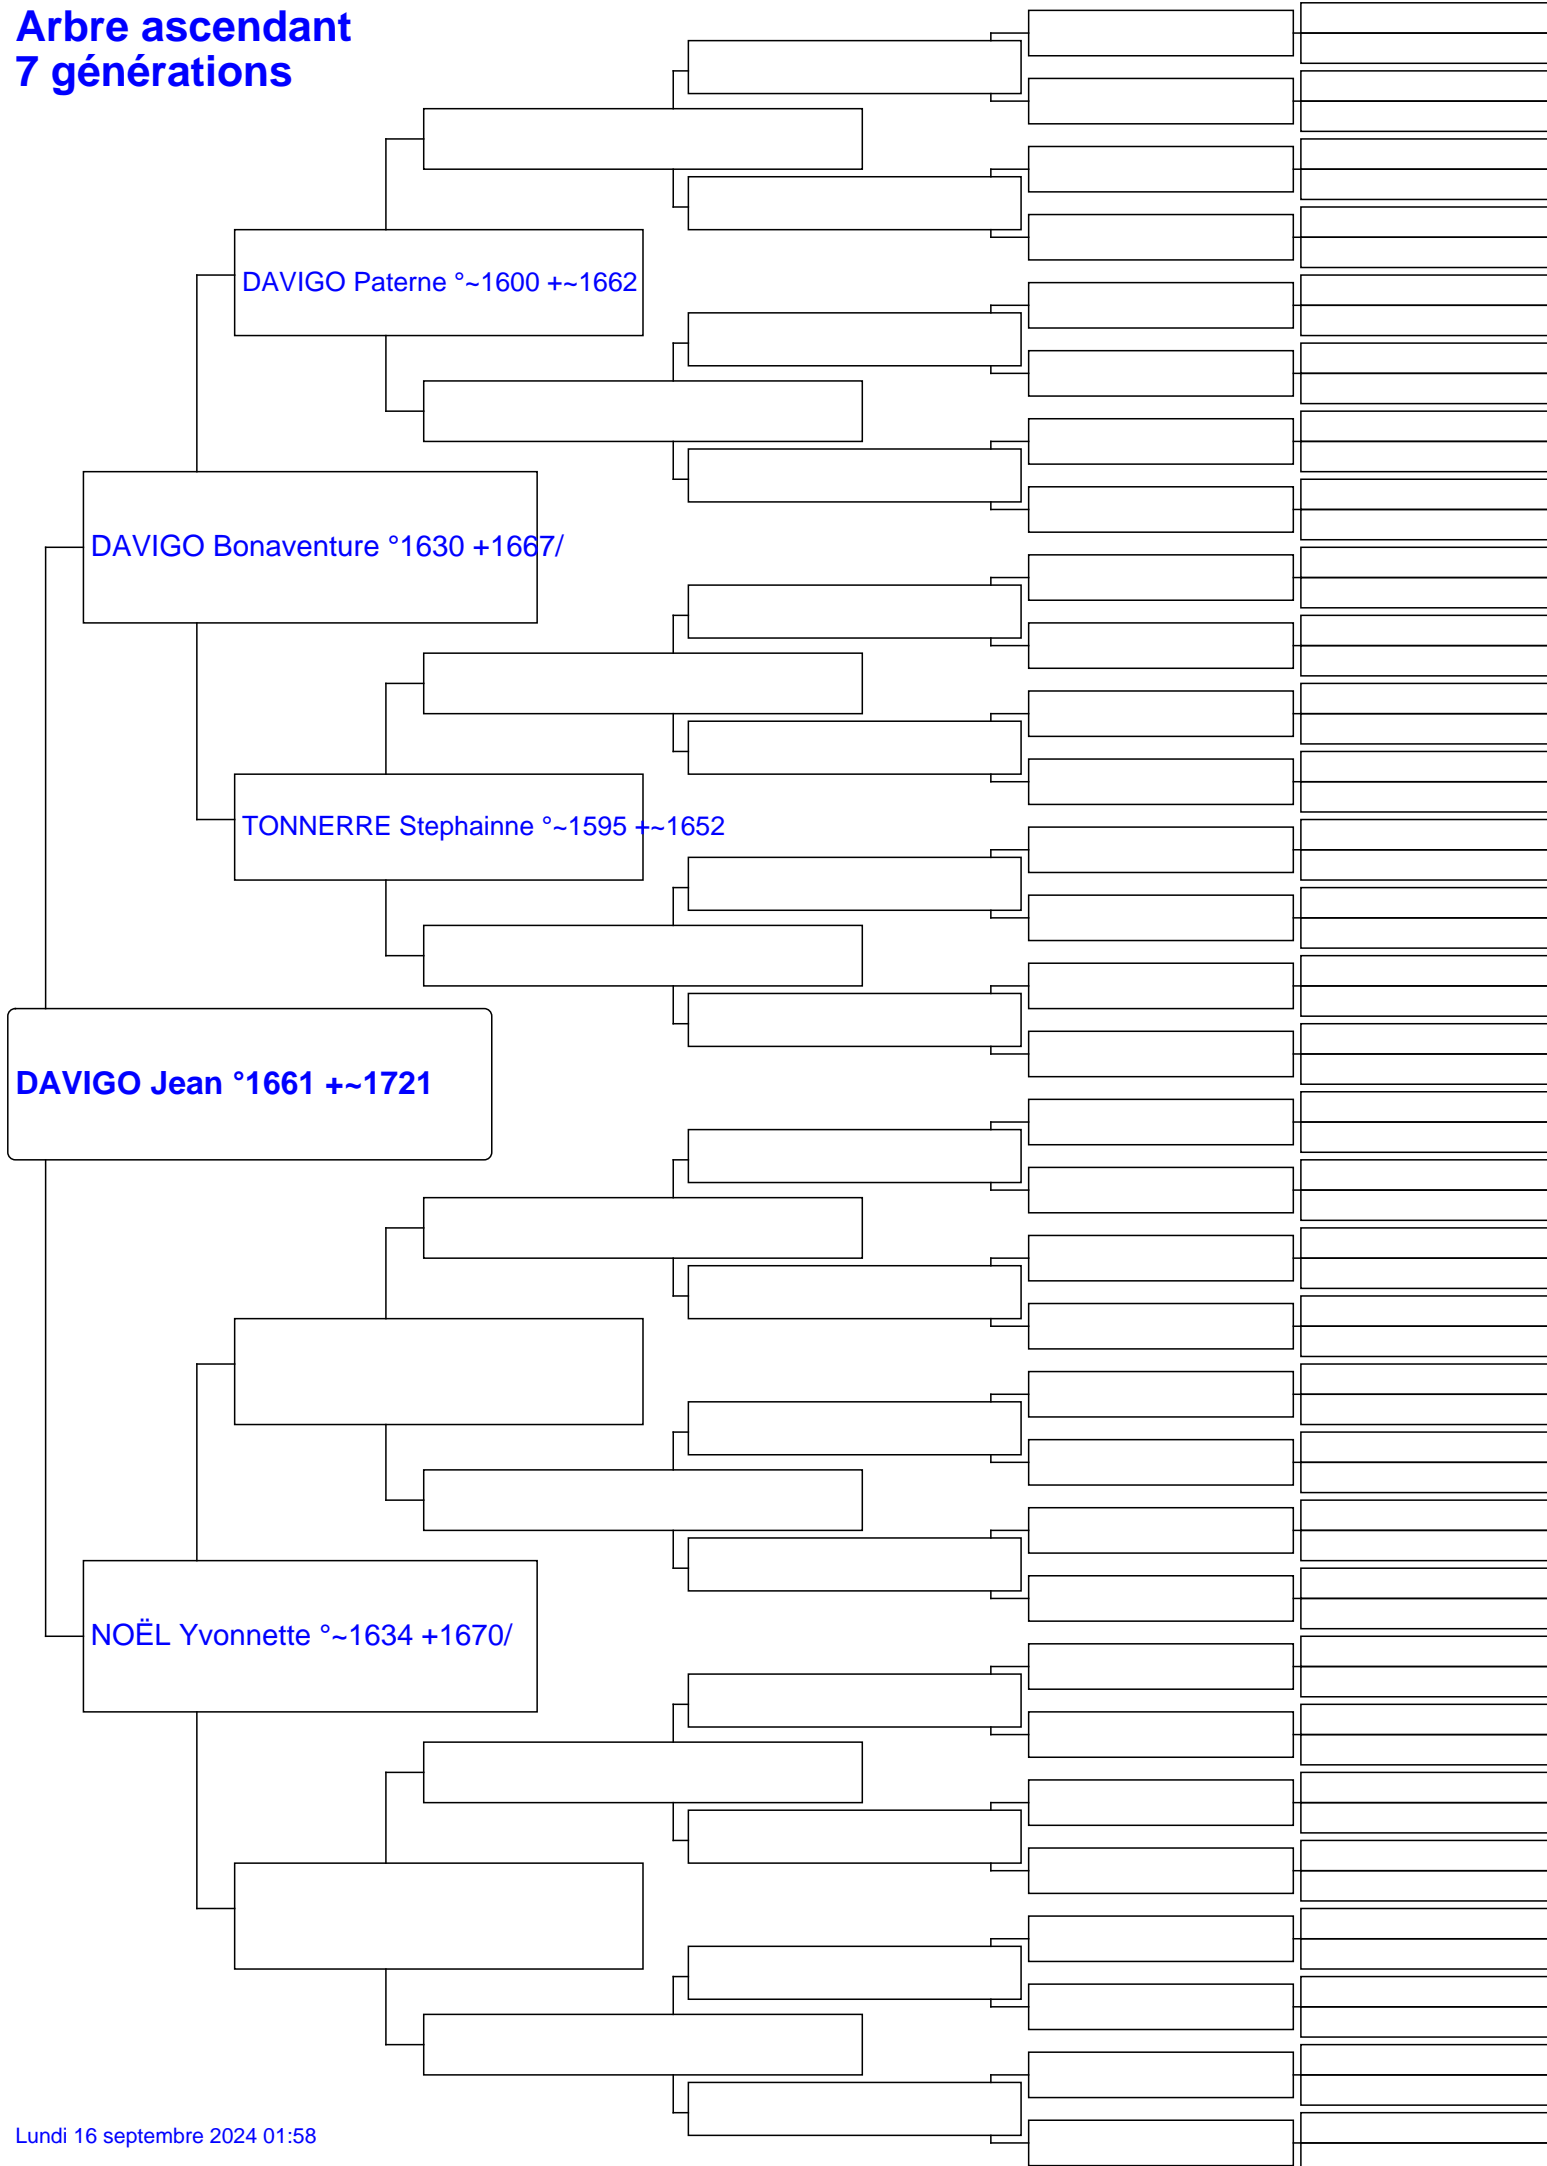 Arbre ascendant
7 générations
DAVIGO Paterne °~1600 +~1662
DAVIGO Bonaventure °1630 +1667/
TONNERRE Stephainne °~1595 +~1652
DAVIGO Jean °1661 +~1721
NOËL Yvonnette °~1634 +1670/
Lundi 16 septembre 2024 01:58